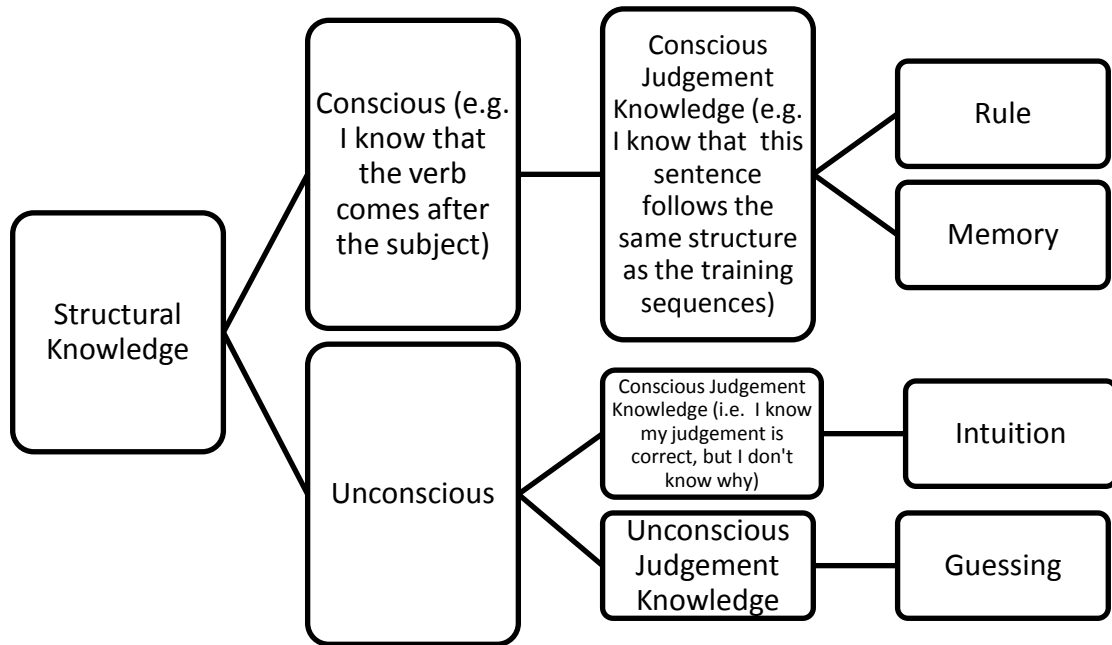 Structural
Knowledge
Conscious (e.g.
I know that
the verb
comes after
the subject)
Unconscious
Conscious
Judgement
Knowledge (e.g.
I know that this
sentence
follows the
same structure
as the training
sequences)
Conscious Judgement
Knowledge (i.e. I know
my judgement is
correct, but I don't
know why)
Unconscious
Judgement
Knowledge
Rule
Memory
Intuition
Guessing